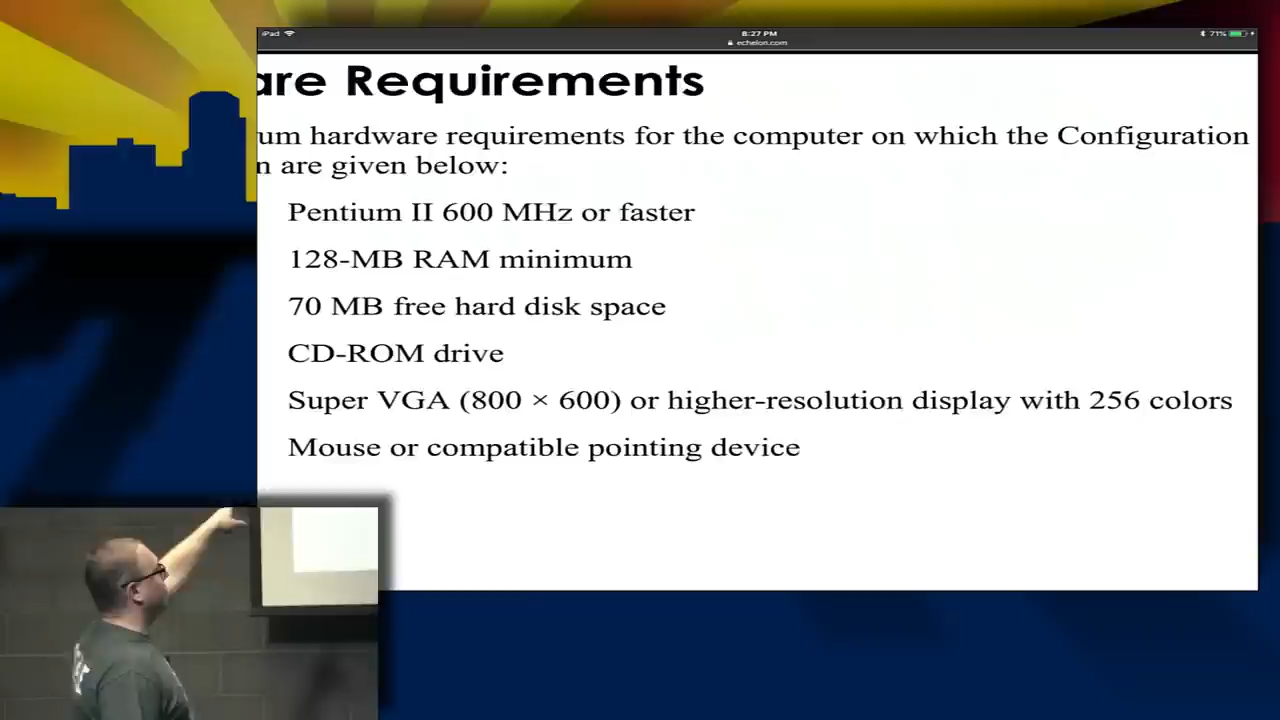 iPad
8:27 PM
71%
echelon.com
are Requirements
um hardware requirements for the computer on which the Configuration
n are given below:
Pentium II 600 MHz or faster
128-MB RAM minimum
70 MB free hard disk space
CD-ROM drive
Super VGA (800 × 600) or higher-resolution display with 256 colors
Mouse or compatible pointing device